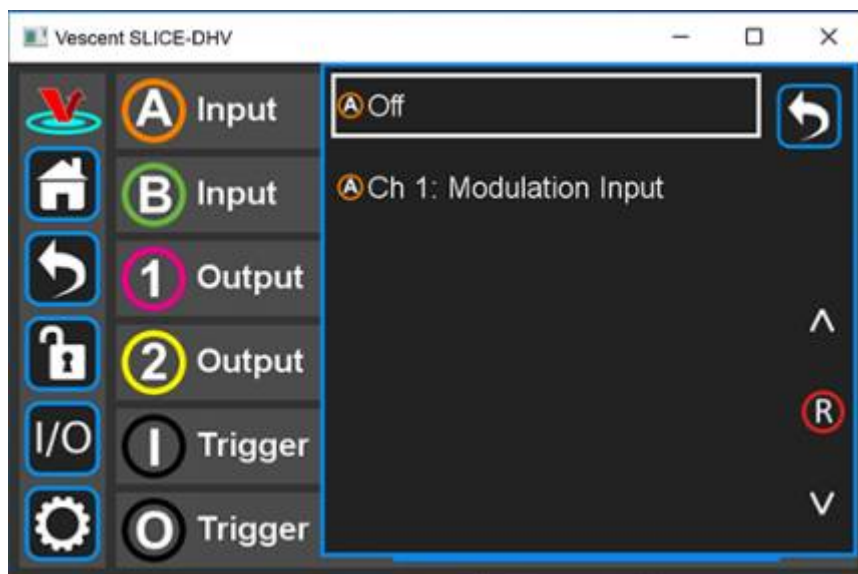 Vescent SLICE-DHV
A Input
B Input
1 Output
2 Output
I/O
I Trigger
O Trigger
A Off
A Ch 1: Modulation Input
R